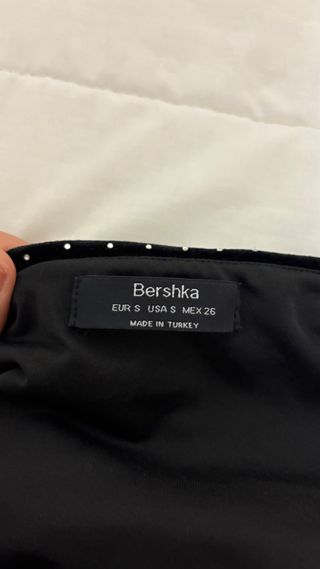 Bershka
EUR S USA S MEX 26
MADE IN TURKEY